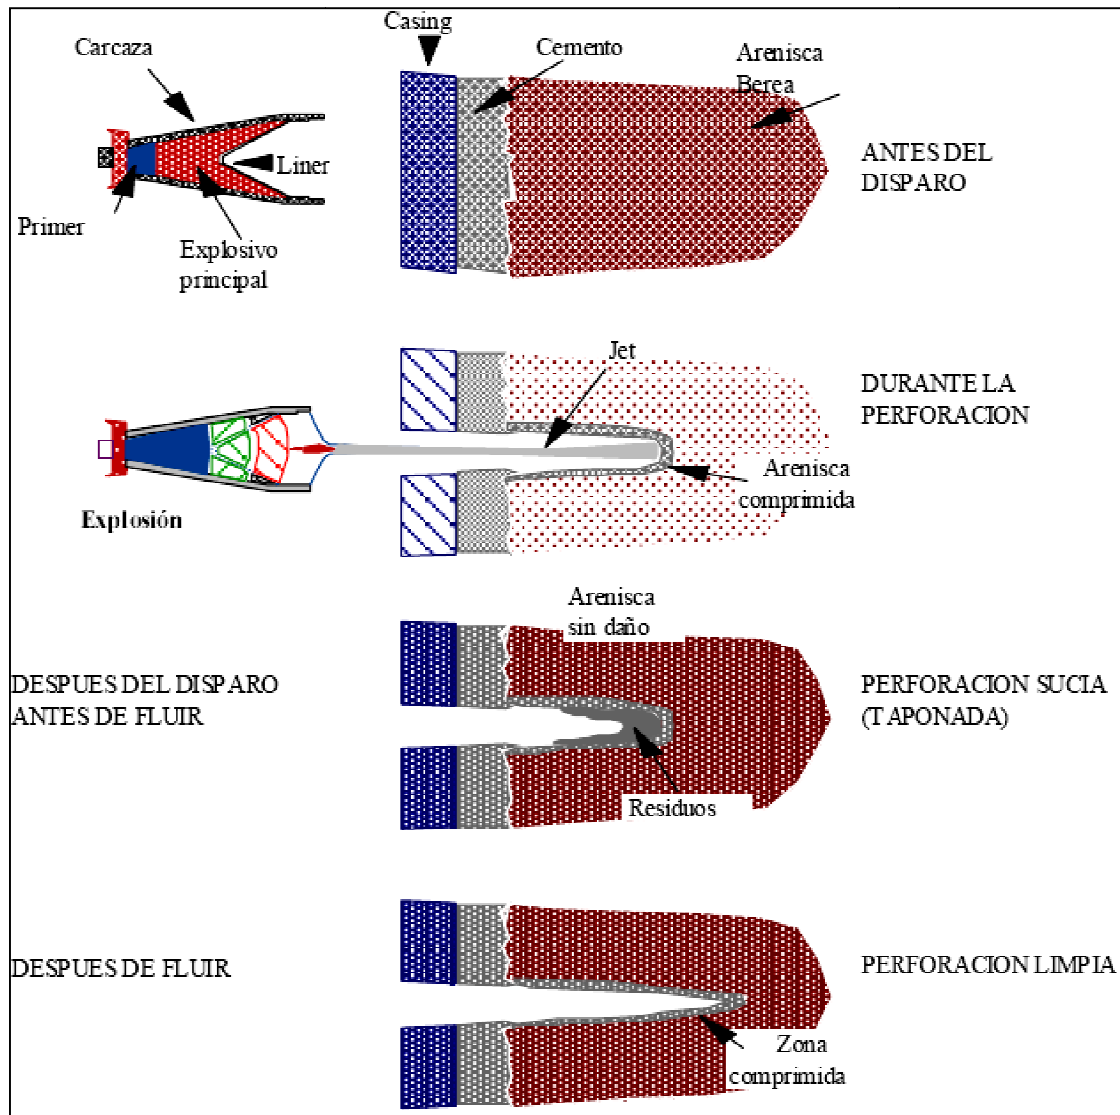 Casing
Carcaza
Cemento
Arenisca
Berea
Liner
ANTES DEL
DISPARO
Primer
Explosivo
principal
Jet
DURANTE LA
PERFORACION
Arenisca
comprimida
Explosión
Arenisca
sin daño
DESPUES DEL DISPARO
ANTES DE FLUIR
PERFORACION SUCIA
(TAPONADA)
Residuos
DESPUES DE FLUIR
PERFORACION LIMPIA
Zona
comprimida